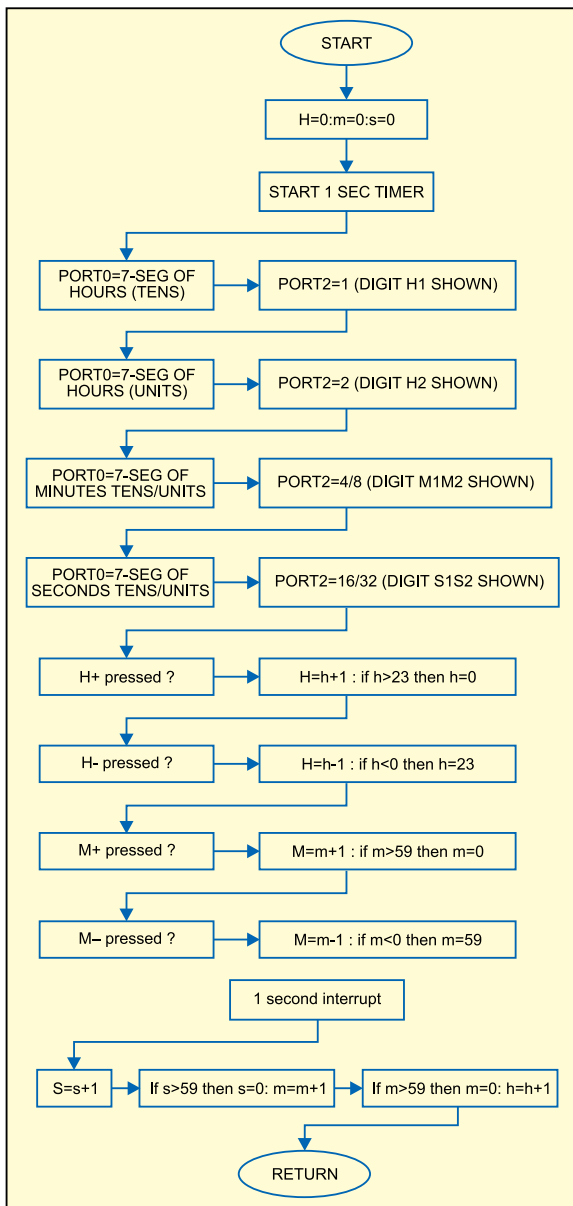 START
H=0:m=0:s=0
START 1 SEC TIMER
PORT0=7-SEG OF
HOURS (TENS)
PORT2=1 (DIGIT H1 SHOWN)
PORT0=7-SEG OF
HOURS (UNITS)
PORT2=2 (DIGIT H2 SHOWN)
PORT0=7-SEG OF
MINUTES TENS/UNITS
PORT2=4/8 (DIGIT M1M2 SHOWN)
PORT0=7-SEG OF
SECONDS TENS/UNITS
PORT2=16/32 (DIGIT S1S2 SHOWN)
H+ pressed ?
H=h+1 : if h>23 then h=0
H- pressed ?
H=h-1 : if h<0 then h=23
M+ pressed ?
M=m+1 : if m>59 then m=0
M– pressed ?
M=m-1 : if m<0 then m=59
1 second interrupt
S=s+1
If s>59 then s=0: m=m+1
If m>59 then m=0: h=h+1
RETURN